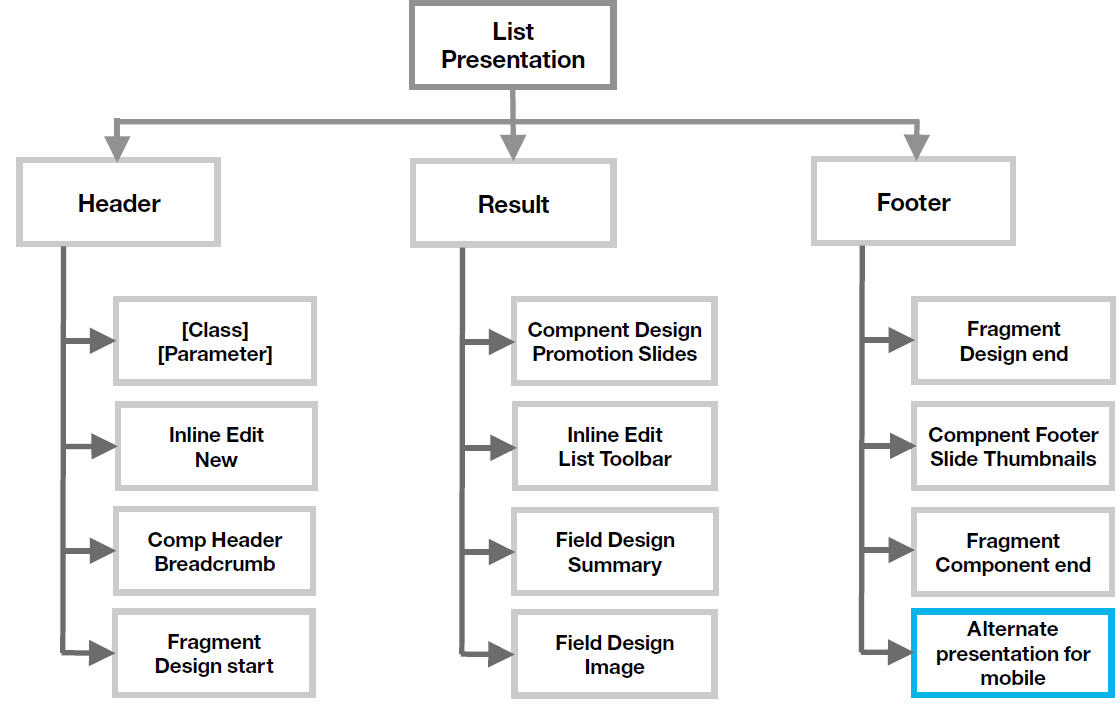 List
Presentation
Header
Result
Footer
[Class]
[Parameter]
Compnent Design
Promotion Slides
Fragment
Design end
Inline Edit
New
Inline Edit
List Toolbar
Compnent Footer
Slide Thumbnails
Comp Header
Breadcrumb
Field Design
Summary
Fragment
Component end
Fragment
Design start
Field Design
Image
Alternate
presentation for
mobile